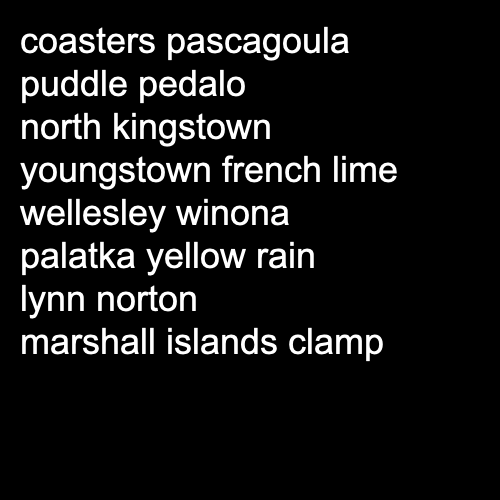 coasters pascagoula
puddle pedalo
north kingstown
youngstown french lime
wellesley winona
palatka yellow rain
lynn norton
marshall islands clamp